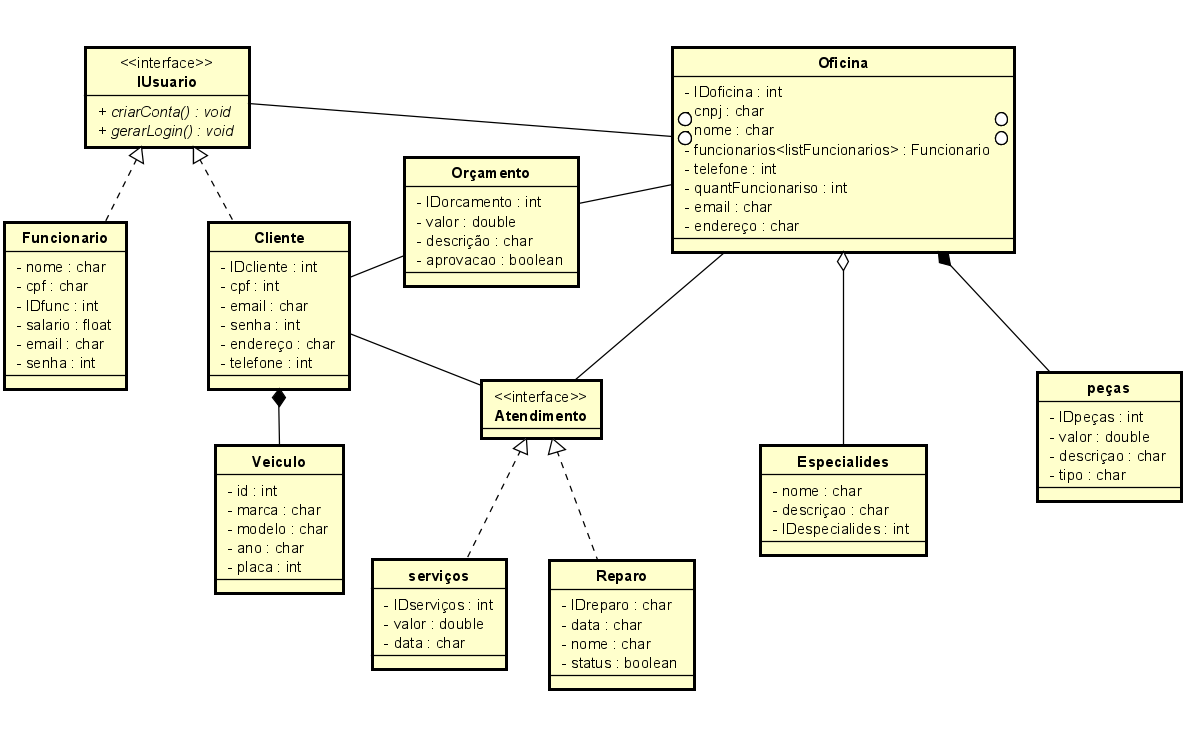 <<interface>>
IUsuario
+ criarConta() : void
+ gerarLogin() : void
Oficina
- IDoficina : int
cnpj : char
nome : char
- funcionarios<listFuncionarios> : Funcionario
- telefone : int
- quantFuncionariso : int
- email : char
- endereço : char
Orçamento
- IDorcamento : int
- valor : double
- descrição : char
- aprovacao : boolean
Funcionario
- nome : char
- cpf : char
- IDfunc : int
- salario : float
- email : char
- senha : int
Cliente
- IDcliente : int
- cpf : int
- email : char
- senha : int
- endereço : char
- telefone : int
<<interface>>
Atendimento
peças
- IDpeças : int
- valor : double
- descriçao : char
- tipo : char
Veiculo
- id : int
- marca : char
- modelo : char
- ano : char
- placa : int
Especialides
- nome : char
- descriçao : char
- IDespecialides : int
serviços
- IDserviços : int
- valor : double
- data : char
Reparo
- IDreparo : char
- data : char
- nome : char
- status : boolean